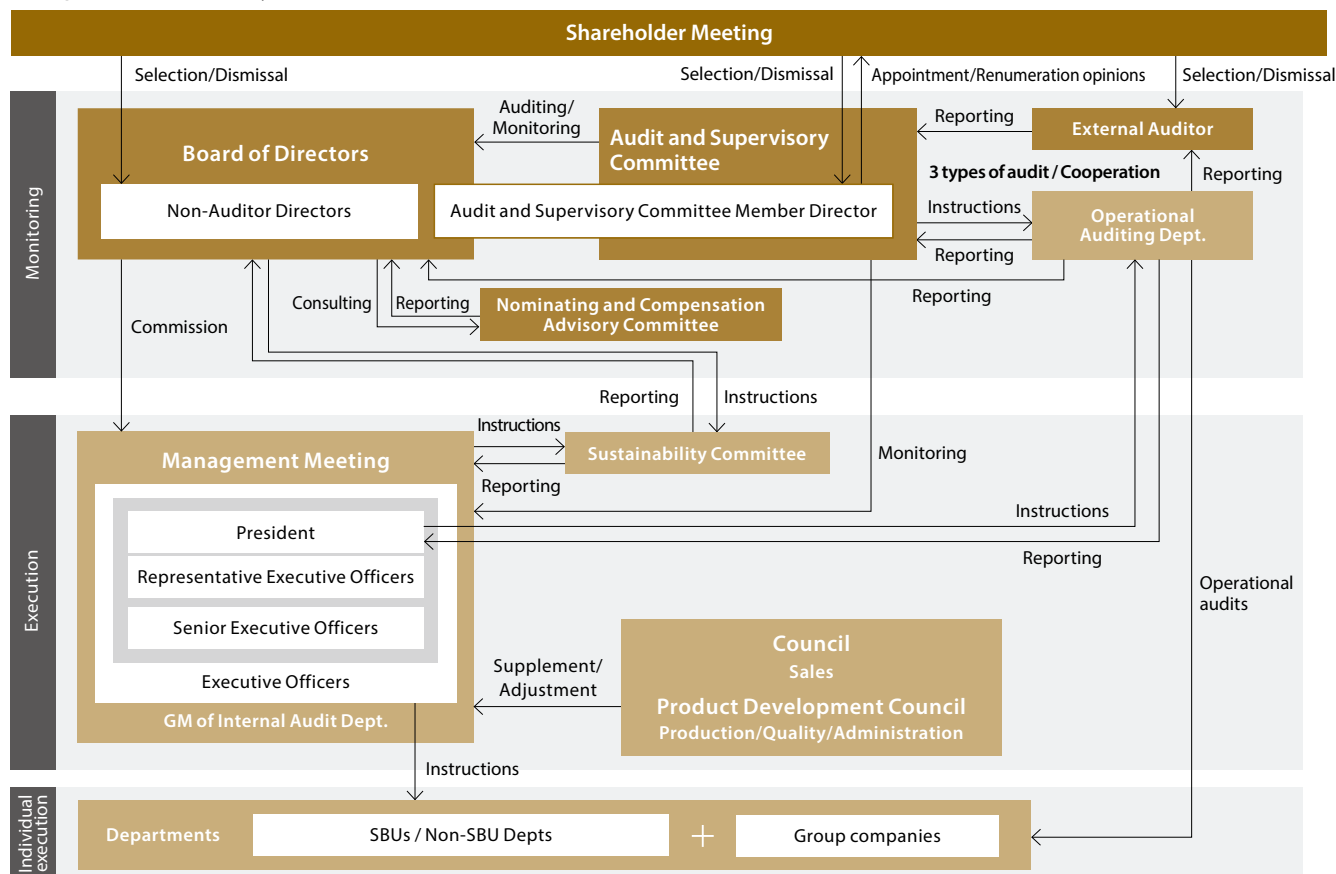 Shareholder Meeting
Selection/Dismissal
Selection/Dismissal
Appointment/Renumeration opinions
Selection/Dismissal
Monitoring
Board of Directors
Non-Auditor Directors
Auditing/
Monitoring
Audit and Supervisory
Committee
Audit and Supervisory Committee Member Director
Reporting
External Auditor
3 types of audit / Cooperation
Reporting
Instructions
Operational
Auditing Dept.
Reporting
Reporting
Commission
Consulting
Reporting
Nominating and Compensation
Advisory Committee
Reporting
Instructions
Execution
Management Meeting
Instructions
Sustainability Committee
Reporting
Monitoring
President
Representative Executive Officers
Senior Executive Officers
Executive Officers
GM of Internal Audit Dept.
Instructions
Reporting
Operational
audits
Supplement/
Adjustment
Council
Sales
Product Development Council
Production/Quality/Administration
Instructions
Individual
execution
Departments
SBUs / Non-SBU Depts
+
Group companies